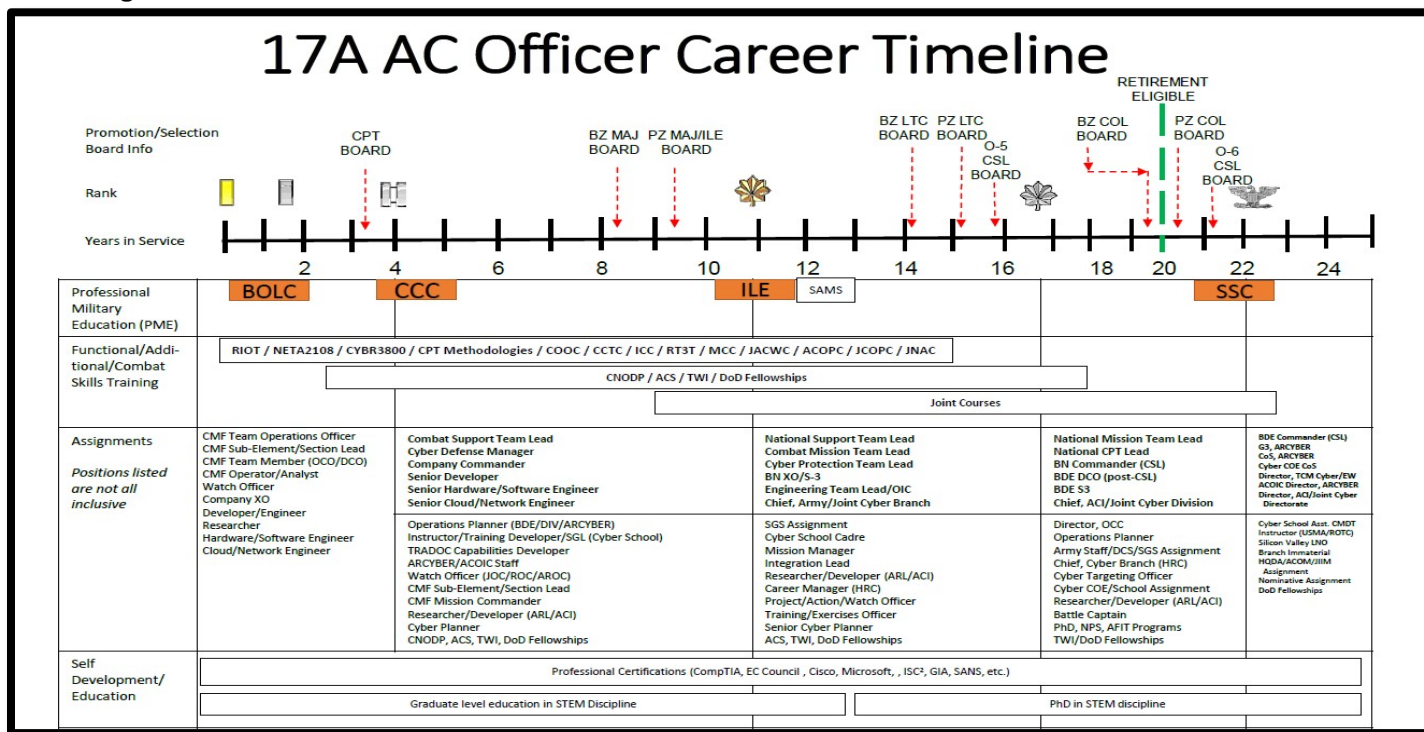 17A AC Officer Career Timeline
RETIREMENT
ELIGIBLE
Promotion/Selection
Board Info
CPT
BOARD
BZ MAJ
BOARD
PZ MAJ/ILE
BOARD
BZ LTC
BOARD
PZ LTC
BOARD
O-5
CSL
BOARD
BZ COL
BOARD
PZ COL
BOARD
O-6
CSL
BOARD
Rank
Years in Service
2 4 6 8 10 12 14 16 18 20 22 24
Professional
Military
Education (PME)
BOLC
CCC
ILE
SAMS
SSC
Functional/Addi-
tional/Combat
Skills Training
RIOT / NETA2108 / CYBR3800 / CPT Methodologies / COOC / CCTC / ICC / RT3T / MCC / JACWC / ACOPC / JCOPC / JNAC
CNODP / ACS / TWI / DoD Fellowships
Joint Courses
Assignments
Positions listed
are not all
inclusive
CMF Team Operations Officer
CMF Sub-Element/Section Lead
CMF Team Member (OCO/DCO)
CMF Operator/Analyst
Watch Officer
Company XO
Developer/Engineer
Researcher
Hardware/Software Engineer
Cloud/Network Engineer
Combat Support Team Lead
Cyber Defense Manager
Company Commander
Senior Developer
Senior Hardware/Software Engineer
Senior Cloud/Network Engineer
Operations Planner (BDE/DIV/ARCYBER)
Instructor/Training Developer/SGL (Cyber School)
TRADOC Capabilities Developer
ARCYBER/ACOIC Staff
Watch Officer (JOC/ROC/AROC)
CMF Sub-Element/Section Lead
CMF Mission Commander
Researcher/Developer (ARL/ACI)
Cyber Planner
CNODP, ACS, TWI, DoD Fellowships
National Support Team Lead
Combat Mission Team Lead
Cyber Protection Team Lead
BN XO/S-3
Engineering Team Lead/OIC
Chief, Army/Joint Cyber Branch
SGS Assignment
Cyber School Cadre
Mission Manager
Integration Lead
Researcher/Developer (ARL/ACI)
Career Manager (HRC)
Project/Action/Watch Officer
Training/Exercises Officer
Senior Cyber Planner
ACS, TWI, DoD Fellowships
National Mission Team Lead
National CPT Lead
BN Commander (CSL)
BDE DCO (post-CSL)
BDE S3
Chief, ACI/Joint Cyber Division
Director, OCC
Operations Planner
Army Staff/DCS/SGS Assignment
Chief, Cyber Branch (HRC)
Cyber Targeting Officer
Cyber COE/School Assignment
Researcher/Developer (ARL/ACI)
Battle Captain
PhD, NPS, AFIT Programs
TWI/DoD Fellowships
BDE Commander (CSL)
G3, ARCYBER
CoS, ARCYBER
Cyber COE CoS
Director, TCM Cyber/EW
ACOIC Director, ARCYBER
Director, ACI/Joint Cyber
Directorate
Cyber School Asst. CMDT
Instructor (USMA/ROTC)
Silicon Valley LNO
Branch Immaterial
HQDA/ACOM/JIIM
Assignment
Nominative Assignment
DoD Fellowships
Self
Development/
Education
Professional Certifications (CompTIA, EC Council , Cisco, Microsoft, , ISC², GIA, SANS, etc.)
Graduate level education in STEM Discipline
PhD in STEM discipline